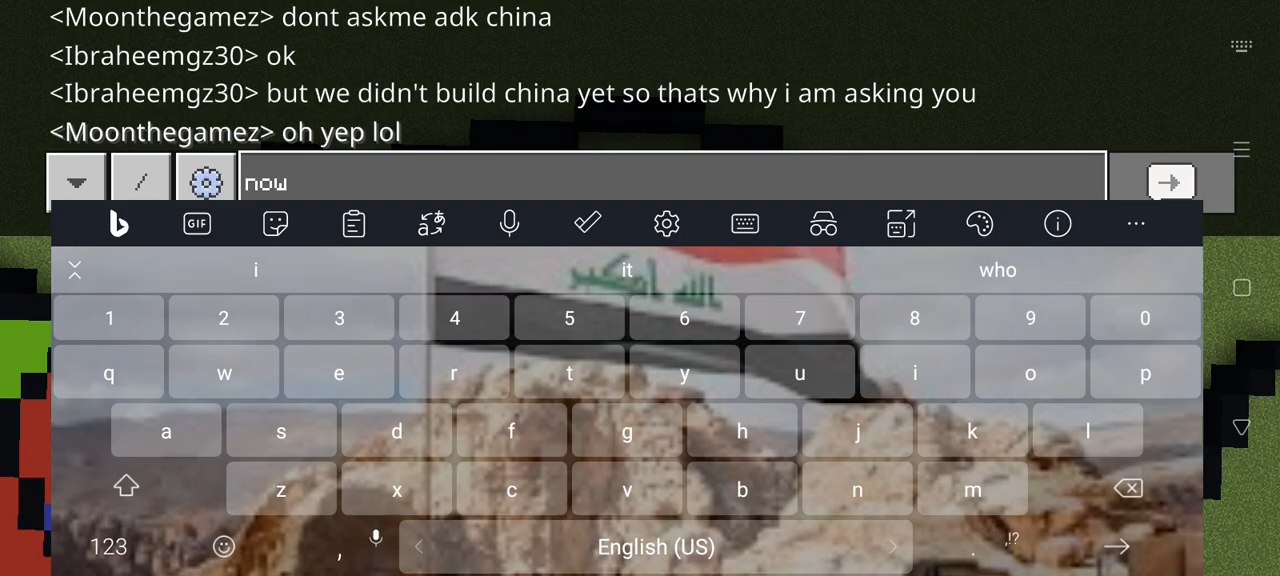 <Moonthegamez> dont askme adk china
<Ibraheemgz30> ok
<Ibraheemgz30> but we didn't build china yet so thats why i am asking you
<Moonthegamez> oh yep lol
/ now
GIF
i it who
الله اكبر
1 2 3 4 5 6 7 8 9 0
q w e r t y u i o p
a s d f g h j k l
z x c v b n m
123 , English (US) . ,!?